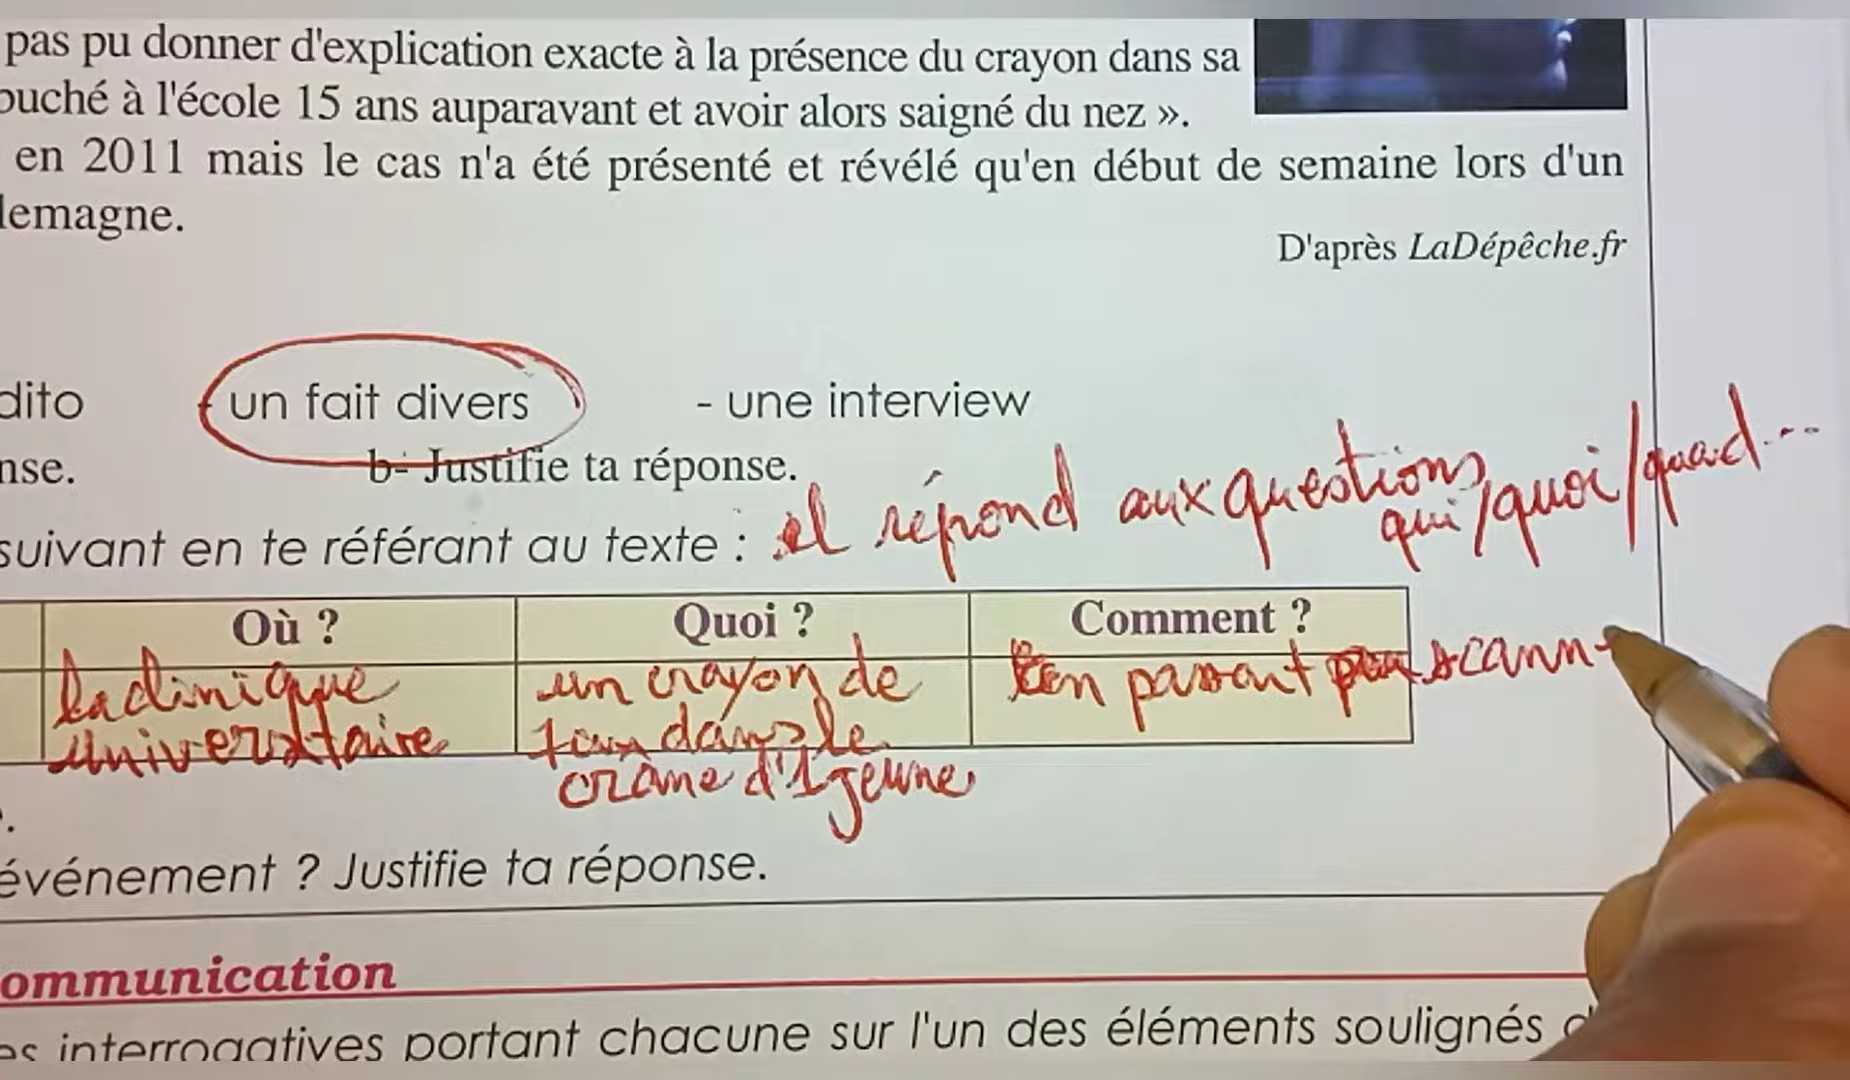 pas pu donner d'explication exacte à la présence du crayon dans sa
ouché à l'école 15 ans auparavant et avoir alors saigné du nez ».
en 2011 mais le cas n'a été présenté et révélé qu'en début de semaine lors d'un
lemagne.
D'après LaDépêche.fr
dito - un fait divers - une interview
nse. b- Justifie ta réponse.
il répond aux questions qui/quoi/quad...
suivant en te référant au texte :
Où ? Quoi ? Comment ?
la clinique un crayon de en passant scann
universitaire dans le
crâne d'1 jeune
événement ? Justifie ta réponse.
ommunication
es interrogatives portant chacune sur l'un des éléments soulignés d